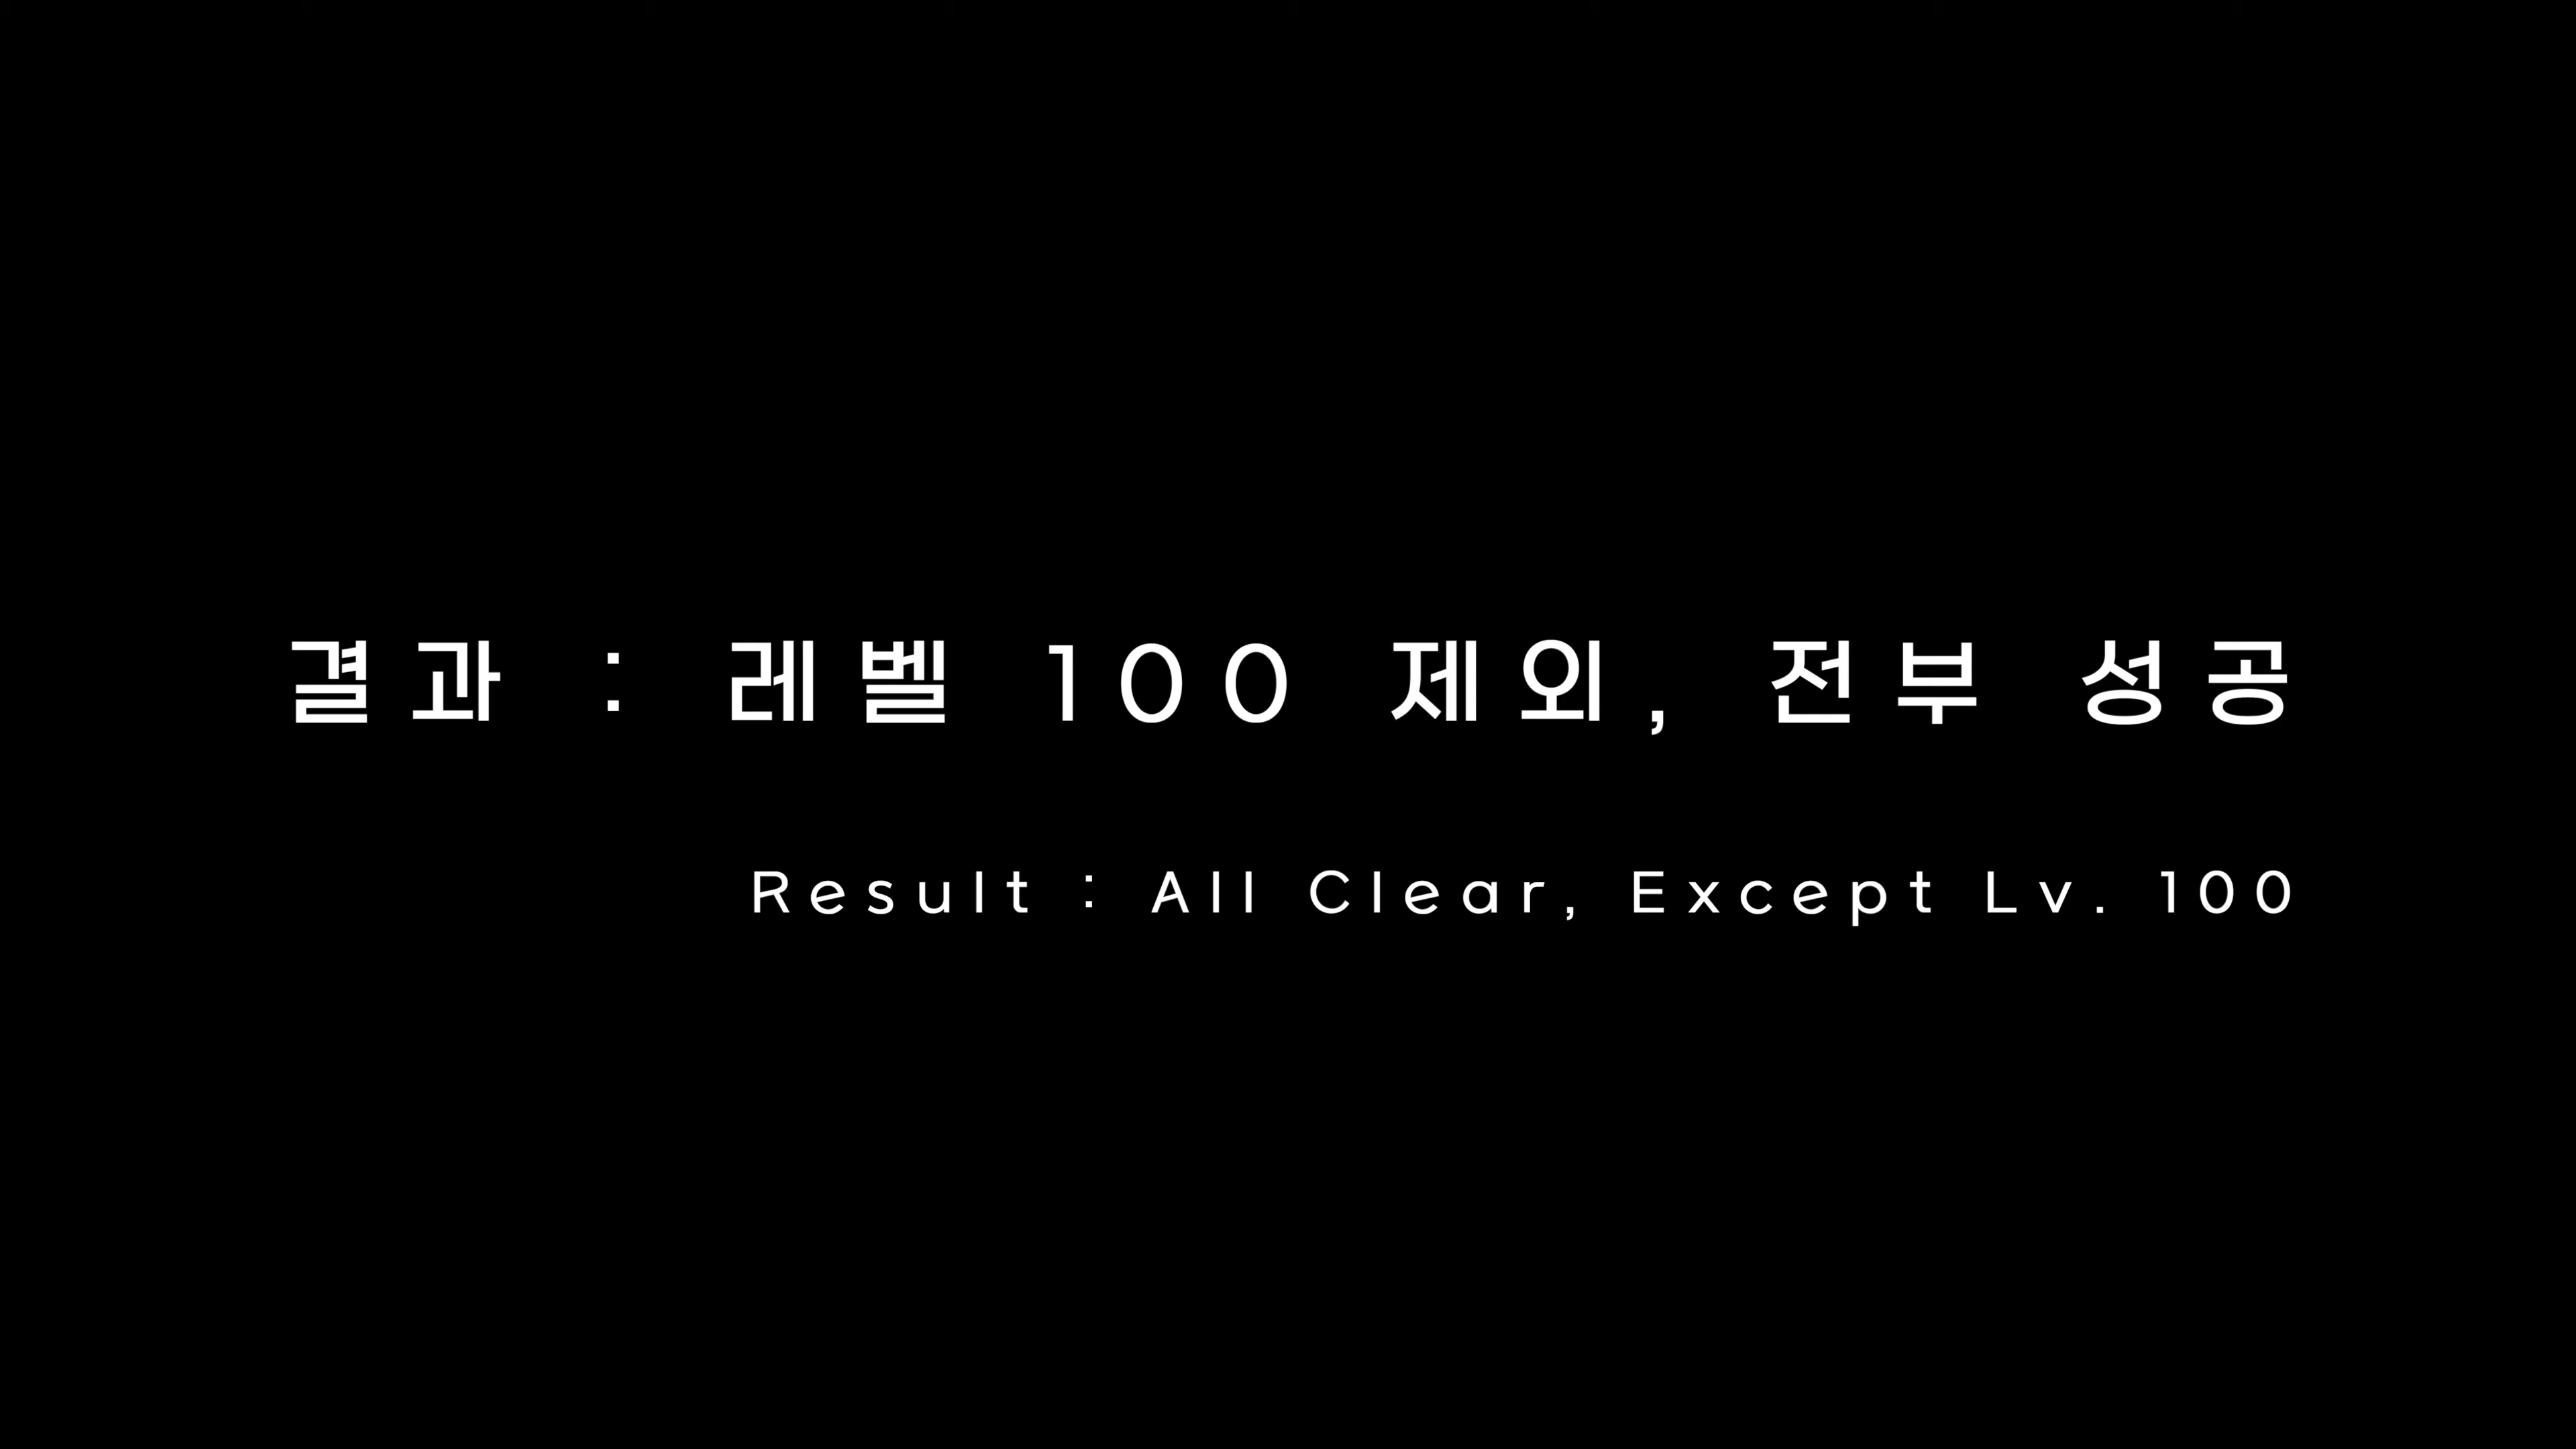 결과 : 레벨 100 제외, 전부 성공
Result : All Clear, Except Lv. 100